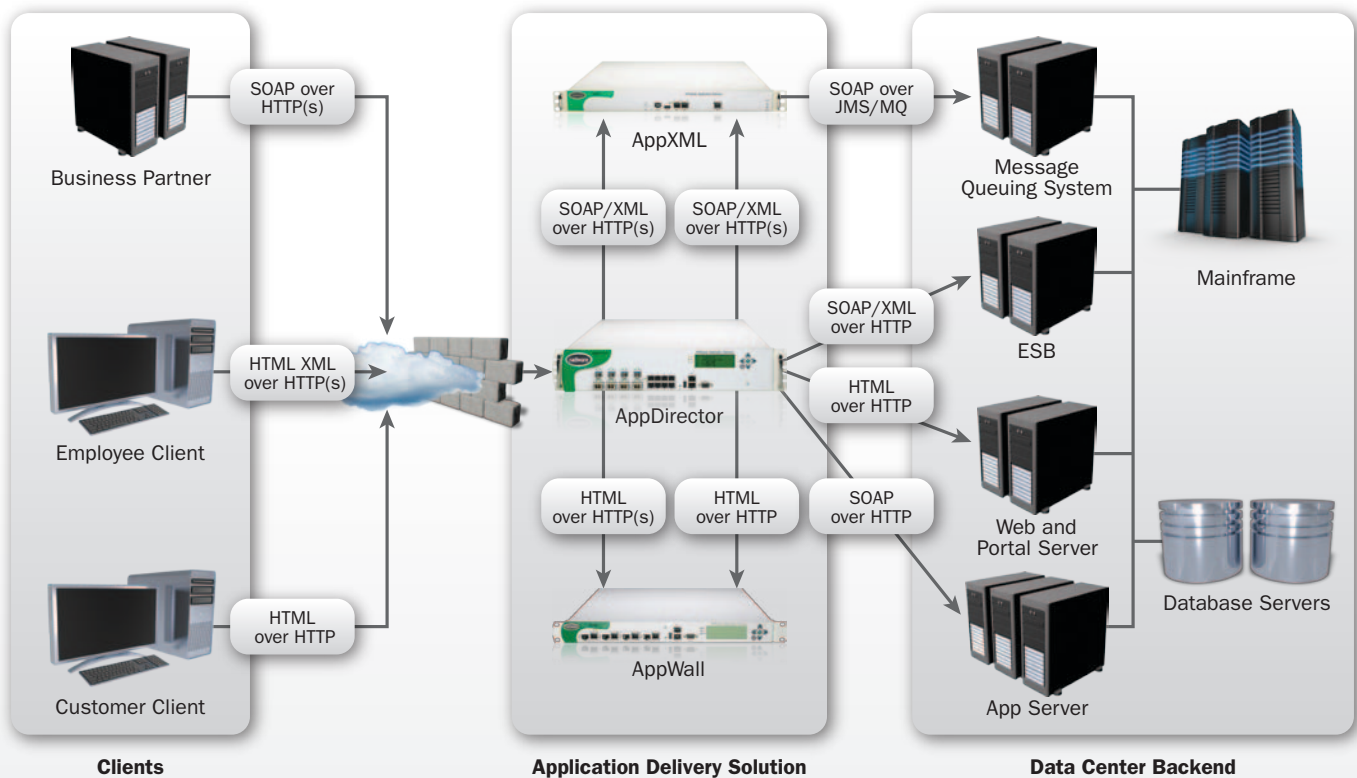 SOAP over
HTTP(s)
Business Partner
HTML XML
over HTTP(s)
Employee Client
HTML
over HTTP
Customer Client
Clients
AppXML
SOAP/XML
over HTTP(s)
SOAP/XML
over HTTP(s)
radware
AppDirector
HTML
over HTTP(s)
HTML
over HTTP
AppWall
Application Delivery Solution
SOAP over
JMS/MQ
SOAP/XML
over HTTP
HTML
over HTTP
SOAP
over HTTP
Message
Queuing System
ESB
Web and
Portal Server
App Server
Mainframe
Database Servers
Data Center Backend